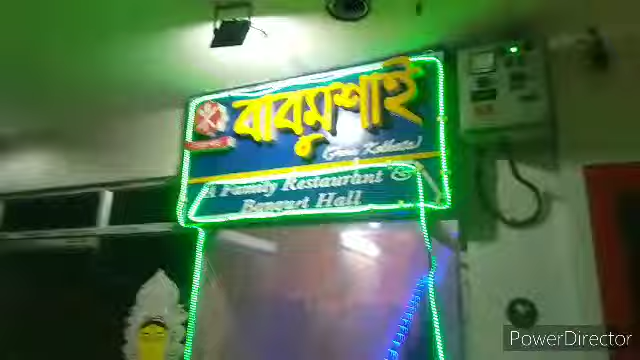 বাবুমশাই
(From Kolkata)
A Family Restaurant &
Banquet Hall
PowerDirector